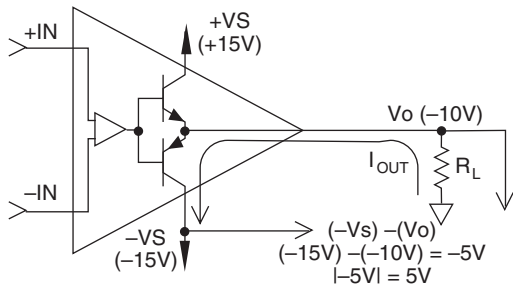 +IN
+VS
(+15V)
Vo (–10V)
I OUT
R L
–IN
–VS
(–15V)
(–Vs) –(Vo)
(–15V) –(–10V) = –5V
|–5V| = 5V